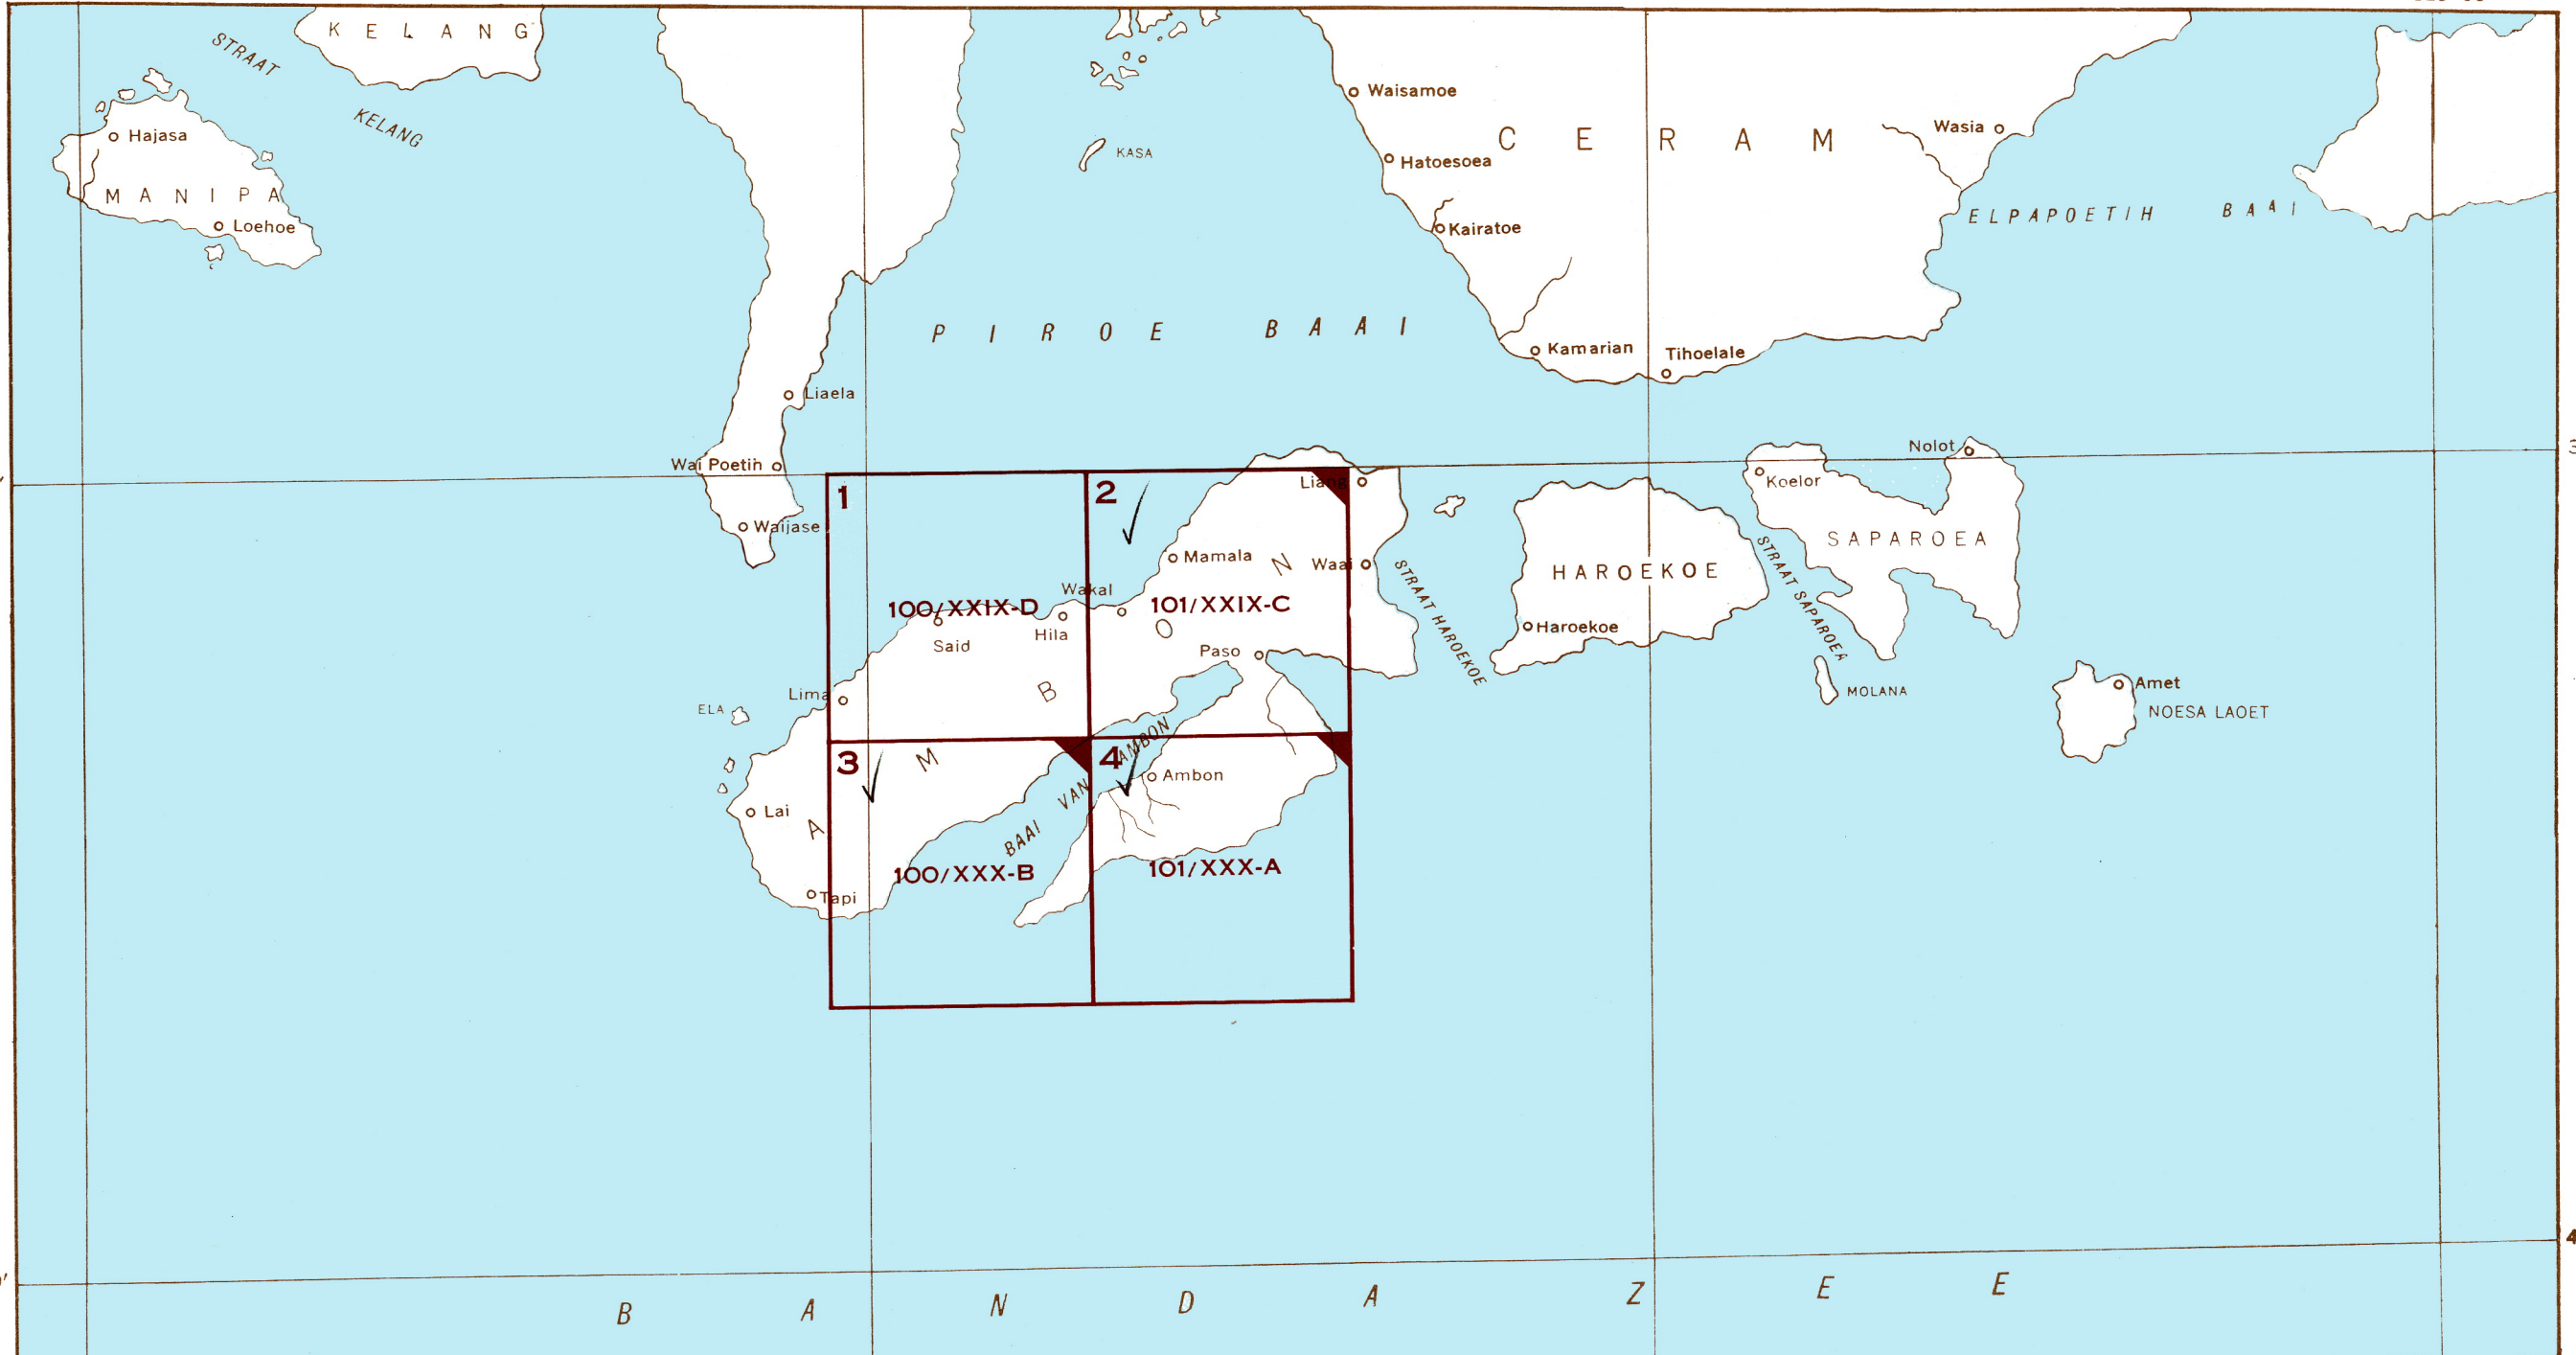 KELANG
STRAAT
KELANG
Hajasa
MANIPA
Loehoe
KASA
Waisamoe
CERAM
Hatoesoea
Kairatoe
Wasia
ELPAPOETIH BAAI
PIROE BAAI
Kamarian
Tihoelale
Liaela
Wai Poetih
Waijase
Nolot
Koelor
SAPAROEA
1
2
Liang
Mamala
Waai
Wakal
100/XXIX-D
101/XXIX-C
Said
Hila
Paso
STRAAT HAROEKOE
HAROEKOE
Haroekoe
STRAAT SAPAROEA
MOLANA
Amet
NOESA LAOET
Lima
ELA
AMBON
3
4
Ambon
BAAI VAN AMBON
Lai
100/XXX-B
101/XXX-A
Tapi
BANDA ZEE